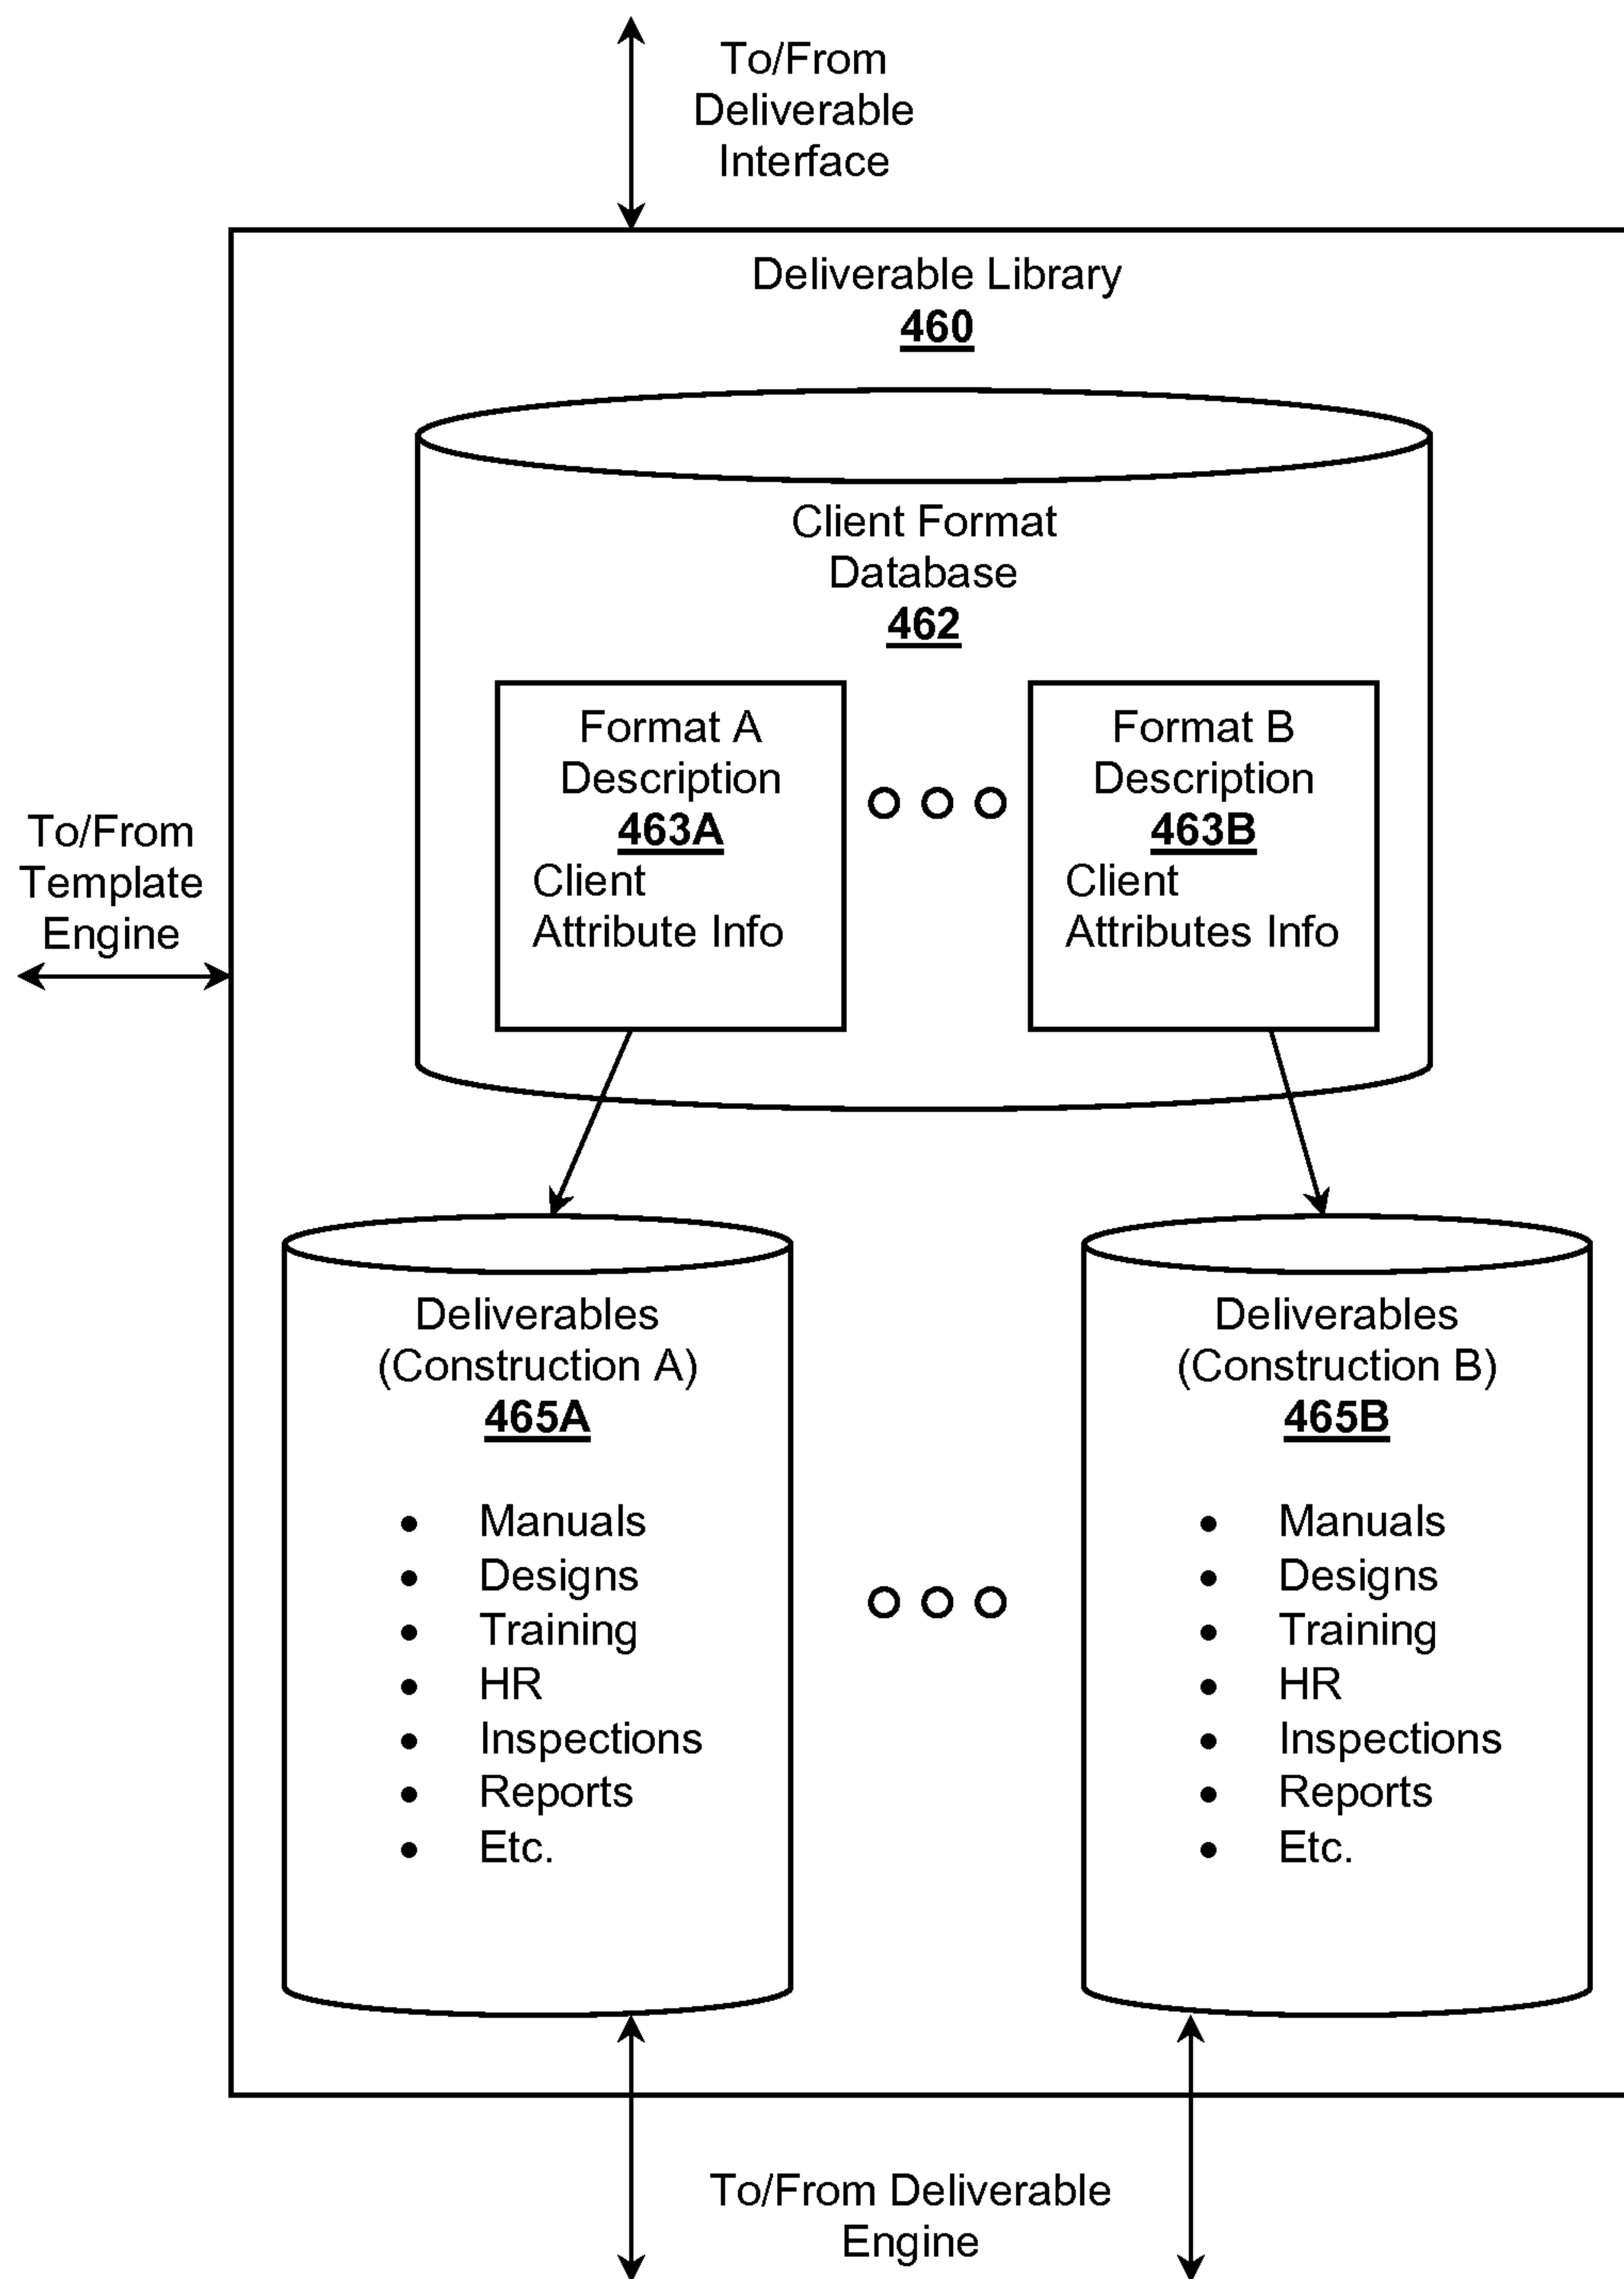 To/From
Deliverable
Interface
Deliverable Library
460
Client Format
Database
462
Format A
Description
463A
Client
Attribute Info
Format B
Description
463B
Client
Attributes Info
To/From
Template
Engine
Deliverables
(Construction A)
465A
• Manuals
• Designs
• Training
• HR
• Inspections
• Reports
• Etc.
Deliverables
(Construction B)
465B
• Manuals
• Designs
• Training
• HR
• Inspections
• Reports
• Etc.
To/From Deliverable
Engine